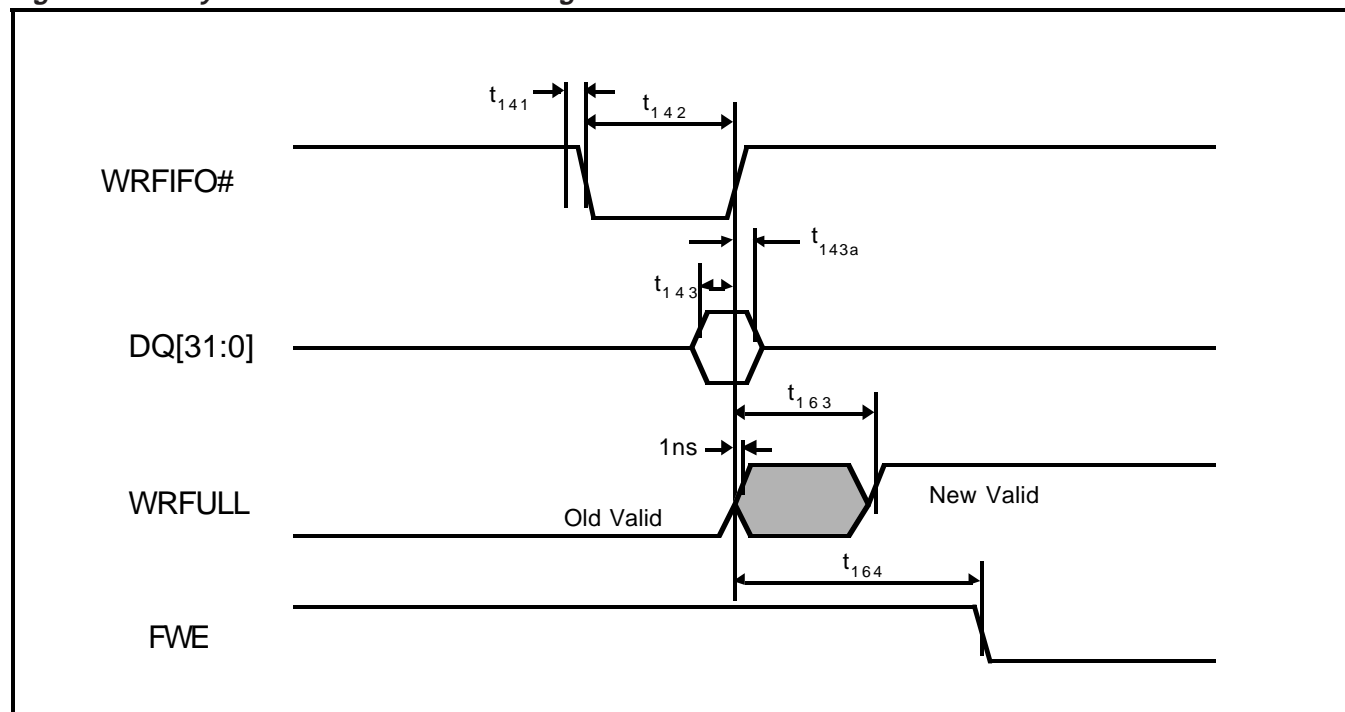 t141
t142
WRFIFO#
t143a
t143
DQ[31:0]
t163
1ns
WRFULL
Old Valid
New Valid
t164
FWE